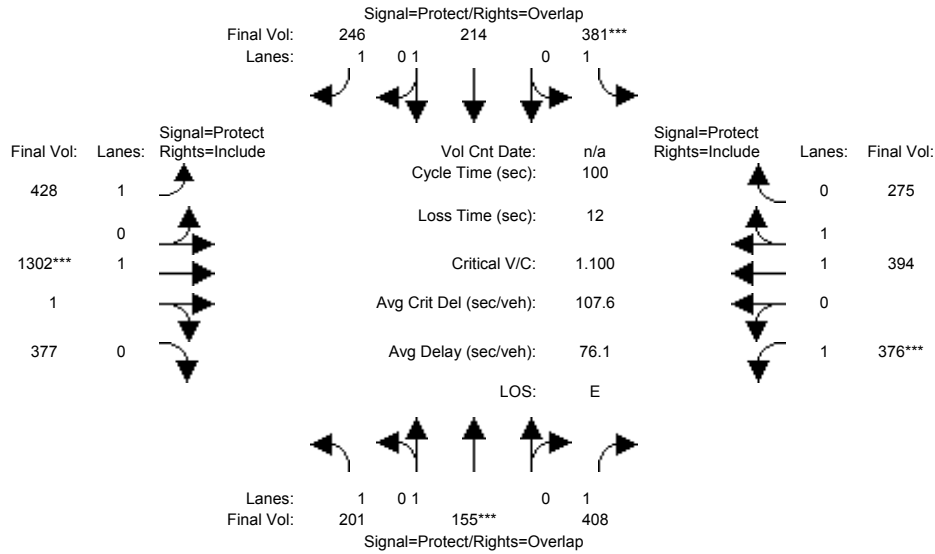 Signal=Protect/Rights=Overlap
Final Vol: 246 214 381***
Lanes: 1 0 1 0 1
Signal=Protect
Final Vol: Lanes: Rights=Include
Vol Cnt Date: n/a
Signal=Protect
Rights=Include Lanes: Final Vol:
Cycle Time (sec): 100
428 1
0 275
Loss Time (sec): 12
0
1
1302*** 1
Critical V/C: 1.100
1 394
1
Avg Crit Del (sec/veh): 107.6
0
377 0
Avg Delay (sec/veh): 76.1
1 376***
LOS: E
Lanes: 1 0 1 0 1
Final Vol: 201 155*** 408
Signal=Protect/Rights=Overlap